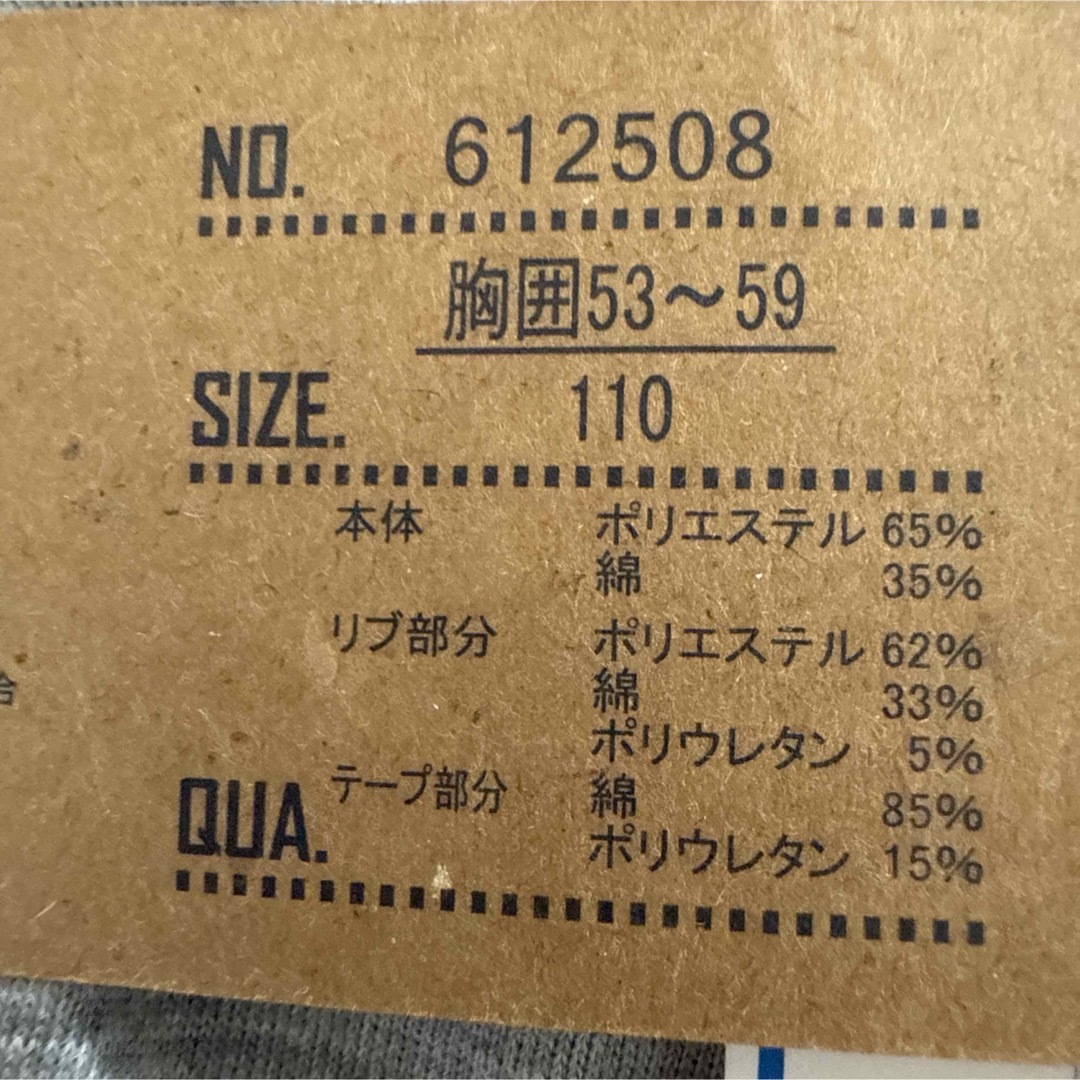 NO. 612508
胸囲53～59
SIZE. 110
本体 ポリエステル 65%
綿 35%
リブ部分 ポリエステル 62%
綿 33%
ポリウレタン 5%
テープ部分 綿 85%
QUA. ポリウレタン 15%
合